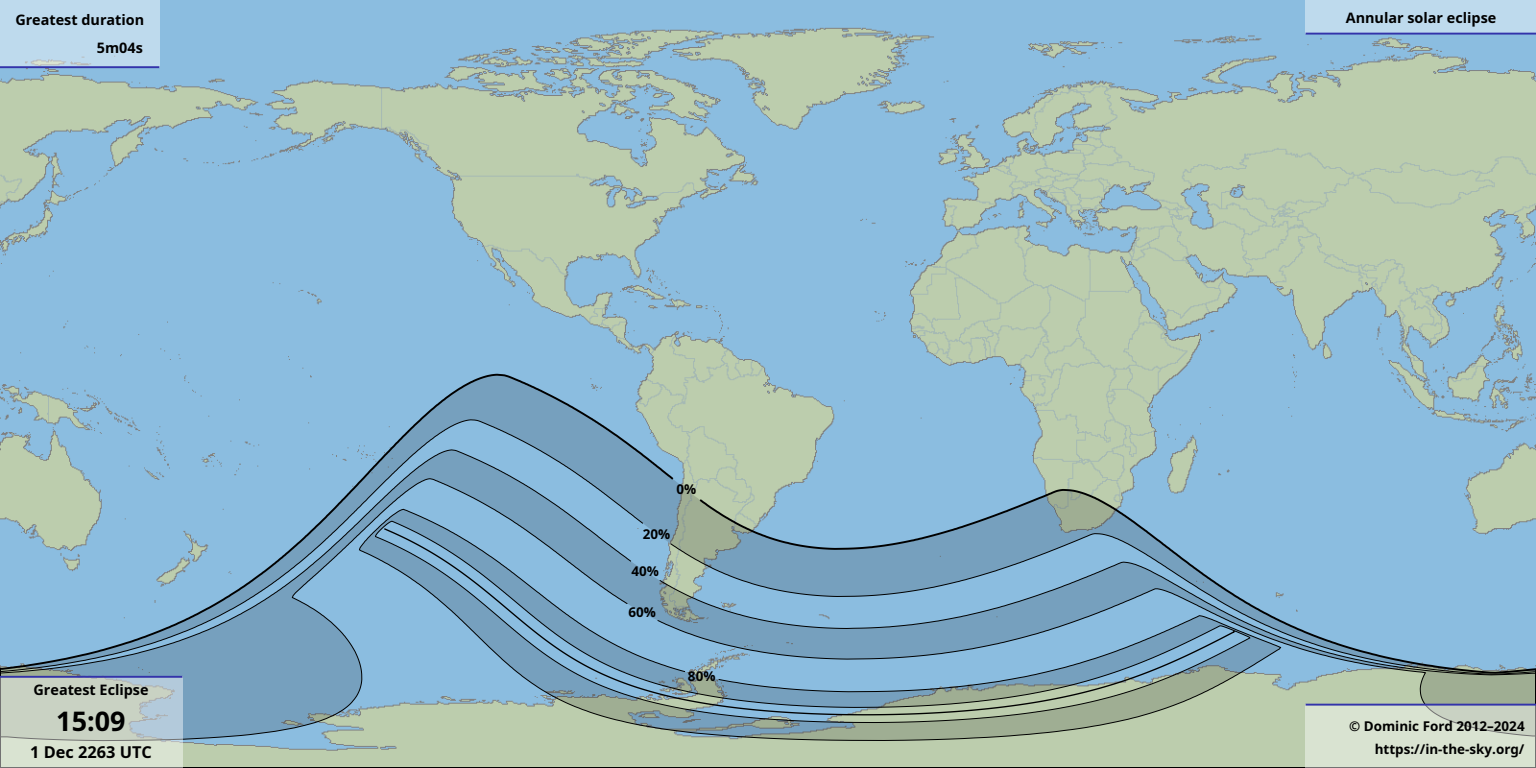 Greatest duration
5m04s
Annular solar eclipse
0%
20%
40%
60%
80%
Greatest Eclipse
15:09
1 Dec 2263 UTC
© Dominic Ford 2012–2024
https://in-the-sky.org/